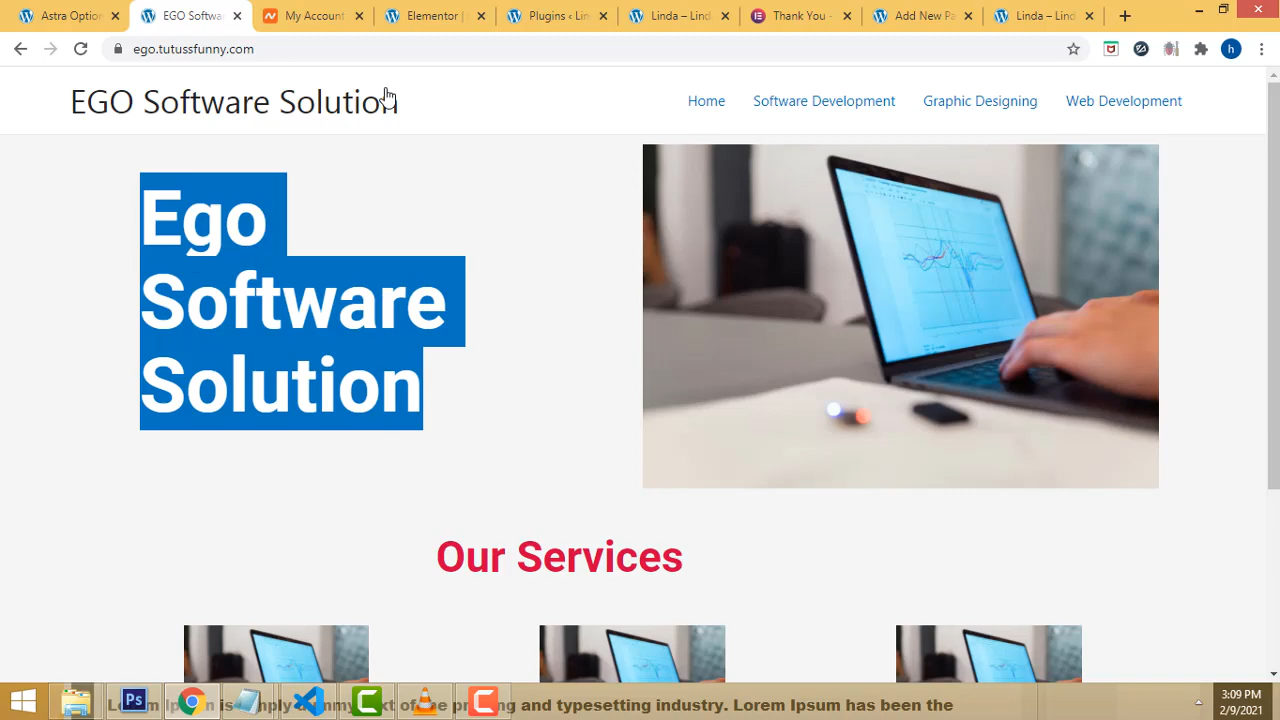 Astra Option
EGO Softwa
My Account
Elementor |
Plugins ‹ Lin
Linda – Lind
Thank You -
Add New Pa
Linda – Lind
ego.tutussfunny.com
h
EGO Software Solution
Home
Software Development
Graphic Designing
Web Development
Ego
Software
Solution
Our Services
Ps
3:09 PM
2/9/2021
and typesetting industry. Lorem Ipsum has been the